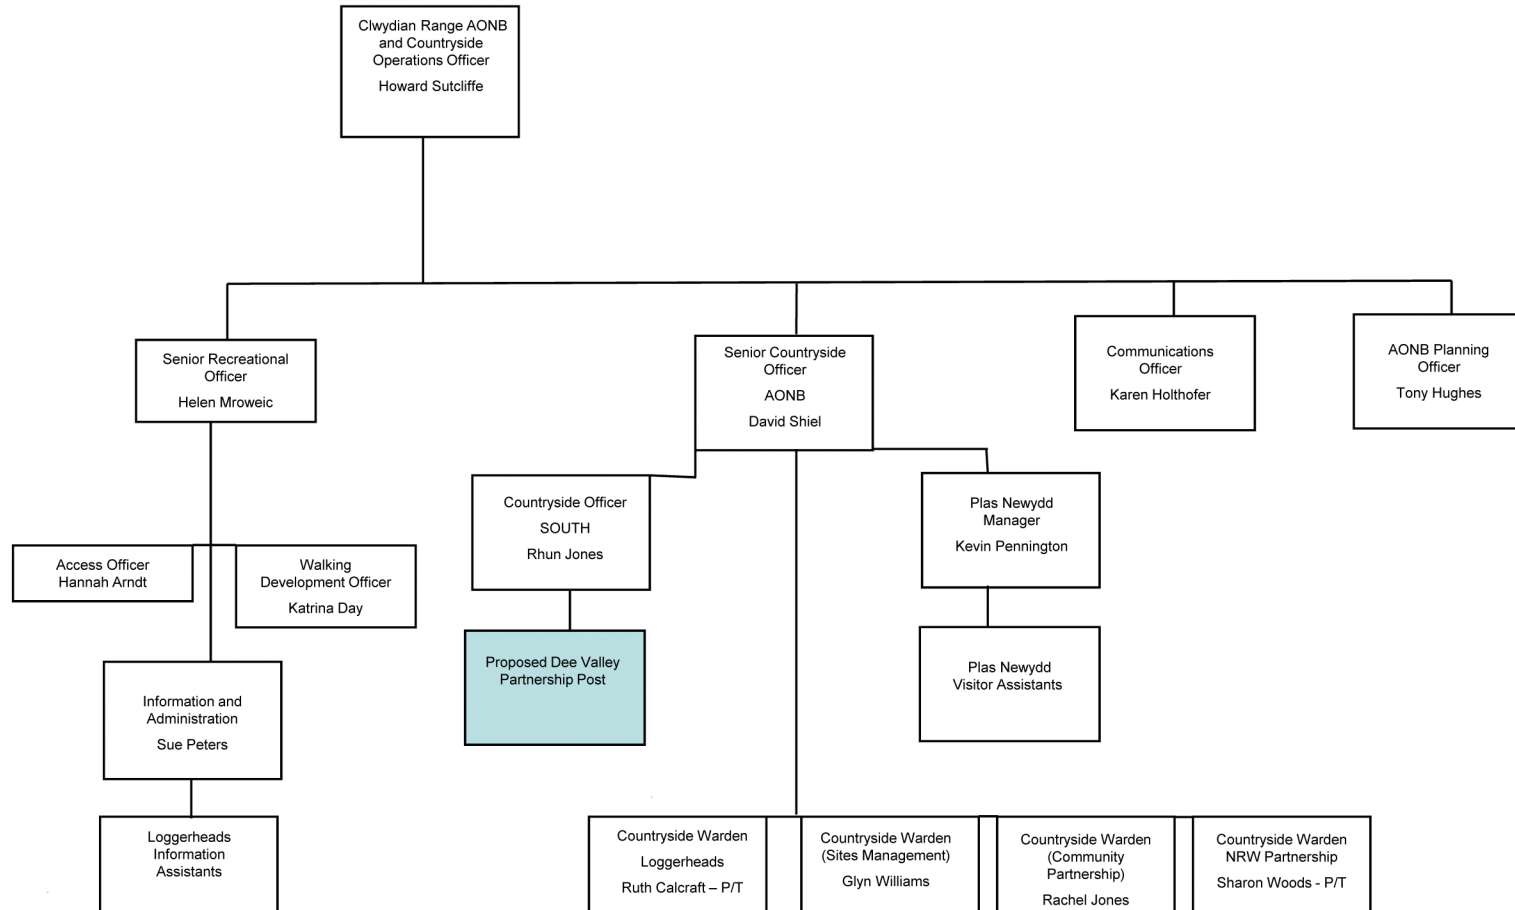 Clwydian Range AONB
and Countryside
Operations Officer
Howard Sutcliffe
Senior Recreational
Officer
Helen Mroweic
Senior Countryside
Officer
AONB
David Shiel
Communications
Officer
Karen Holthofer
AONB Planning
Officer
Tony Hughes
Countryside Officer
SOUTH
Rhun Jones
Plas Newydd
Manager
Kevin Pennington
Access Officer
Hannah Arndt
Walking
Development Officer
Katrina Day
Proposed Dee Valley
Partnership Post
Plas Newydd
Visitor Assistants
Information and
Administration
Sue Peters
Loggerheads
Information
Assistants
Countryside Warden
Loggerheads
Ruth Calcraft – P/T
Countryside Warden
(Sites Management)
Glyn Williams
Countryside Warden
(Community
Partnership)
Rachel Jones
Countryside Warden
NRW Partnership
Sharon Woods - P/T